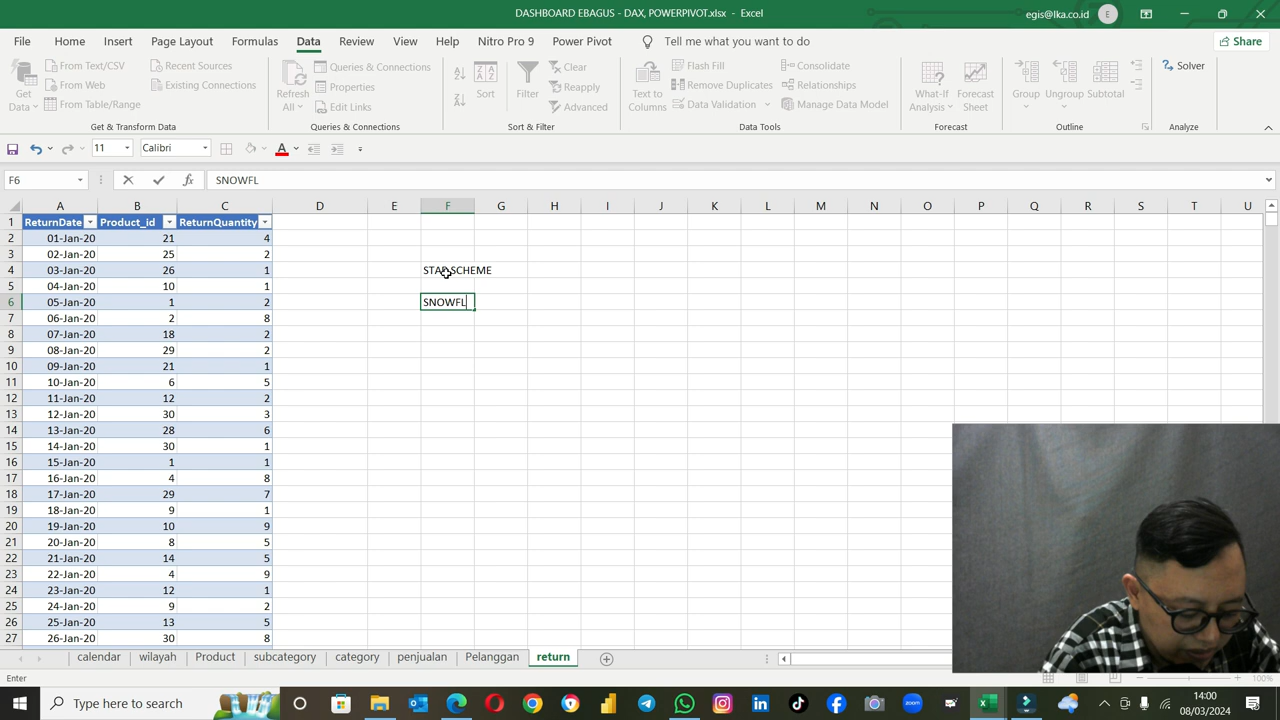 DASHBOARD EBAGUS - DAX, POWERPIVOT.xlsx - Excel
egis@lka.co.id
E
File Home Insert Page Layout Formulas Data Review View Help Nitro Pro 9 Power Pivot Tell me what you want to do
Share
Get Data
From Text/CSV
From Web
From Table/Range
Recent Sources
Existing Connections
Get & Transform Data
Refresh All
Queries & Connections
Properties
Edit Links
Queries & Connections
Sort
Filter
Clear
Reapply
Advanced
Sort & Filter
Text to Columns
Flash Fill
Remove Duplicates
Data Validation
Consolidate
Relationships
Manage Data Model
Data Tools
What-If Analysis
Forecast Sheet
Forecast
Group
Ungroup
Subtotal
Outline
Solver
Analyze
11 Calibri
F6 SNOWFL
A B C D E F G H I J K L M N O P Q R S T U
1 ReturnDate Product_id ReturnQuantity
2 01-Jan-20 21 4
3 02-Jan-20 25 2
4 03-Jan-20 26 1 STAR SCHEME
5 04-Jan-20 10 1
6 05-Jan-20 1 2 SNOWFL
7 06-Jan-20 2 8
8 07-Jan-20 18 2
9 08-Jan-20 29 2
10 09-Jan-20 21 1
11 10-Jan-20 6 5
12 11-Jan-20 12 2
13 12-Jan-20 30 3
14 13-Jan-20 28 6
15 14-Jan-20 30 1
16 15-Jan-20 1 1
17 16-Jan-20 4 8
18 17-Jan-20 29 7
19 18-Jan-20 9 1
20 19-Jan-20 10 9
21 20-Jan-20 8 5
22 21-Jan-20 14 5
23 22-Jan-20 4 9
24 23-Jan-20 12 1
25 24-Jan-20 9 2
26 25-Jan-20 13 5
27 26-Jan-20 30 8
calendar wilayah Product subcategory category penjualan Pelanggan return
Enter
100%
Type here to search
14:00
08/03/2024